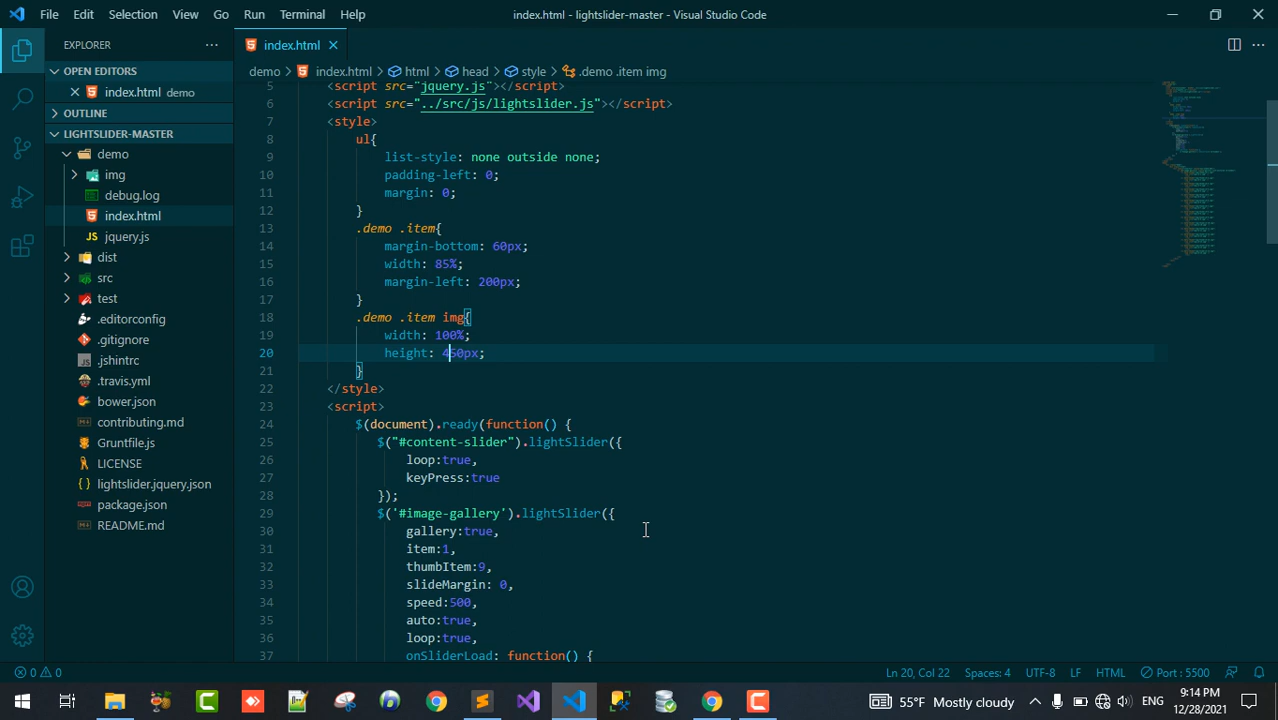 File Edit Selection View Go Run Terminal Help
index.html - lightslider-master - Visual Studio Code
EXPLORER ...
index.html
OPEN EDITORS
index.html demo
OUTLINE
LIGHTSLIDER-MASTER
demo
img
debug.log
index.html
JS jquery.js
dist
src
test
.editorconfig
.gitignore
.jshintrc
.travis.yml
bower.json
contributing.md
Gruntfile.js
LICENSE
lightslider.jquery.json
package.json
README.md
demo > index.html > html > head > style > .demo .item img
5 <script src="jquery.js"></script>
6 <script src="../src/js/lightslider.js"></script>
7 <style>
8 ul{
9 list-style: none outside none;
10 padding-left: 0;
11 margin: 0;
12 }
13 .demo .item{
14 margin-bottom: 60px;
15 width: 85%;
16 margin-left: 200px;
17 }
18 .demo .item img{
19 width: 100%;
20 height: 450px;
21 }
22 </style>
23 <script>
24 $(document).ready(function() {
25 $("#content-slider").lightSlider({
26 loop:true,
27 keyPress:true
28 });
29 $('#image-gallery').lightSlider({
30 gallery:true,
31 item:1,
32 thumbItem:9,
33 slideMargin: 0,
34 speed:500,
35 auto:true,
36 loop:true,
37 onSliderLoad: function() {
0 0
Ln 20, Col 22 Spaces: 4 UTF-8 LF HTML Port : 5500
55°F Mostly cloudy ENG 9:14 PM
12/28/2021